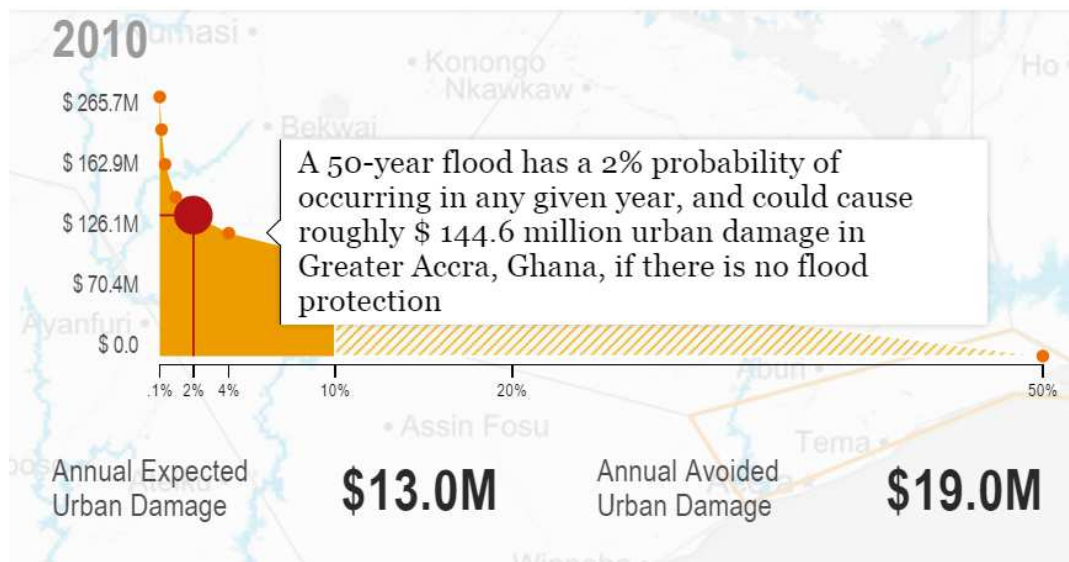 2010
umasi
Konongo
Nkawkaw
Ho
Bekwai
$ 265.7M
$ 162.9M
$ 126.1M
$ 70.4M
$ 0.0
A 50-year flood has a 2% probability of
occurring in any given year, and could cause
roughly $ 144.6 million urban damage in
Greater Accra, Ghana, if there is no flood
protection
Ayanfuri
Aburi
.1% 2% 4% 10% 20% 50%
Assin Fosu
Tema
Annual Expected
Urban Damage
$13.0M
Annual Avoided
Urban Damage
$19.0M